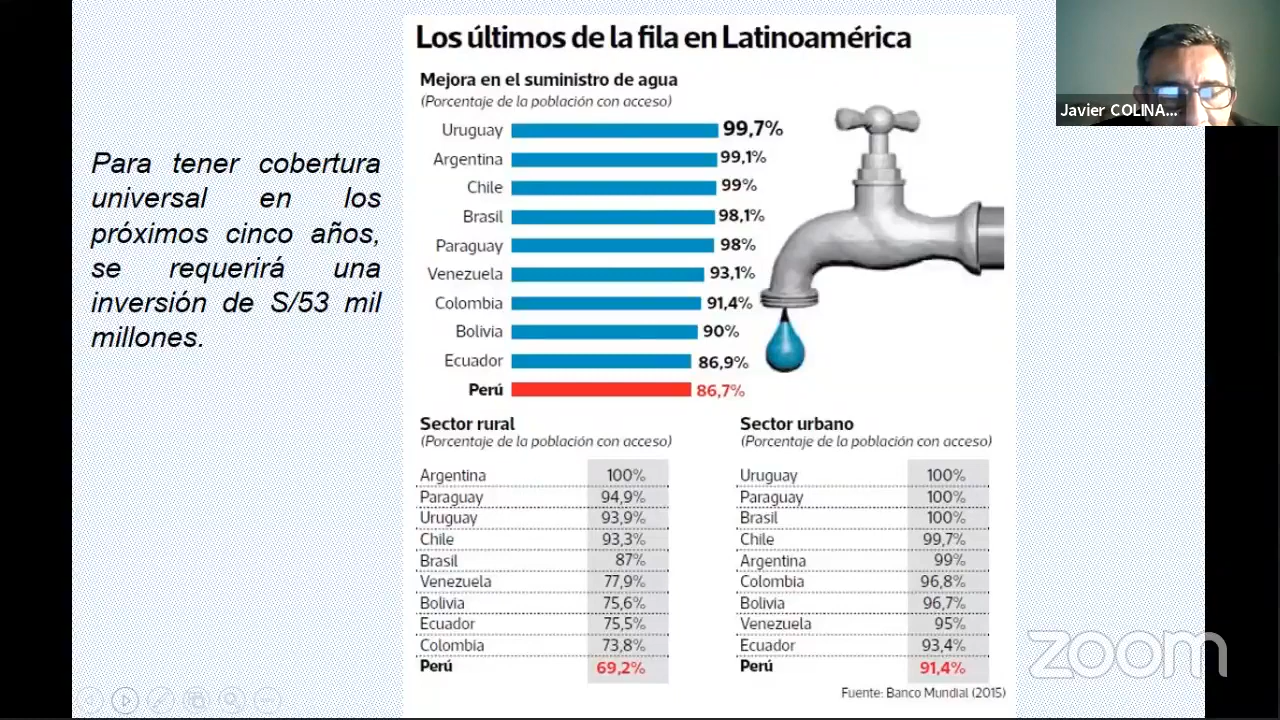 Los últimos de la fila en Latinoamérica
Javier COLINA...
Para tener cobertura
universal en los
próximos cinco años,
se requerirá una
inversión de S/53 mil
millones.
Mejora en el suministro de agua
(Porcentaje de la población con acceso)
Uruguay 99,7%
Argentina 99,1%
Chile 99%
Brasil 98,1%
Paraguay 98%
Venezuela 93,1%
Colombia 91,4%
Bolivia 90%
Ecuador 86,9%
Perú 86,7%
Sector rural
(Porcentaje de la población con acceso)
Argentina 100%
Paraguay 94,9%
Uruguay 93,9%
Chile 93,3%
Brasil 87%
Venezuela 77,9%
Bolivia 75,6%
Ecuador 75,5%
Colombia 73,8%
Perú 69,2%
Sector urbano
(Porcentaje de la población con acceso)
Uruguay 100%
Paraguay 100%
Brasil 100%
Chile 99,7%
Argentina 99%
Colombia 96,8%
Bolivia 96,7%
Venezuela 95%
Ecuador 93,4%
Perú 91,4%
Fuente: Banco Mundial (2015)
zoom